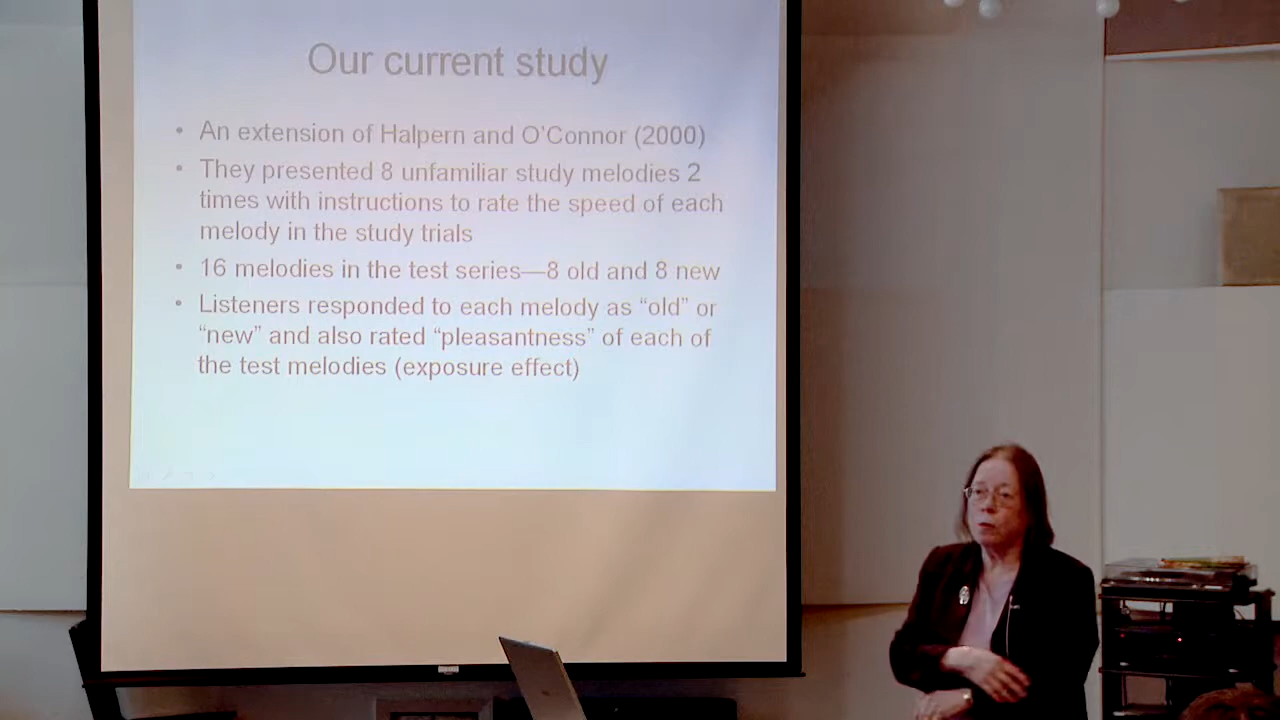 Our current study
• An extension of Halpern and O'Connor (2000)
• They presented 8 unfamiliar study melodies 2
times with instructions to rate the speed of each
melody in the study trials
• 16 melodies in the test series—8 old and 8 new
• Listeners responded to each melody as “old” or
“new” and also rated “pleasantness” of each of
the test melodies (exposure effect)